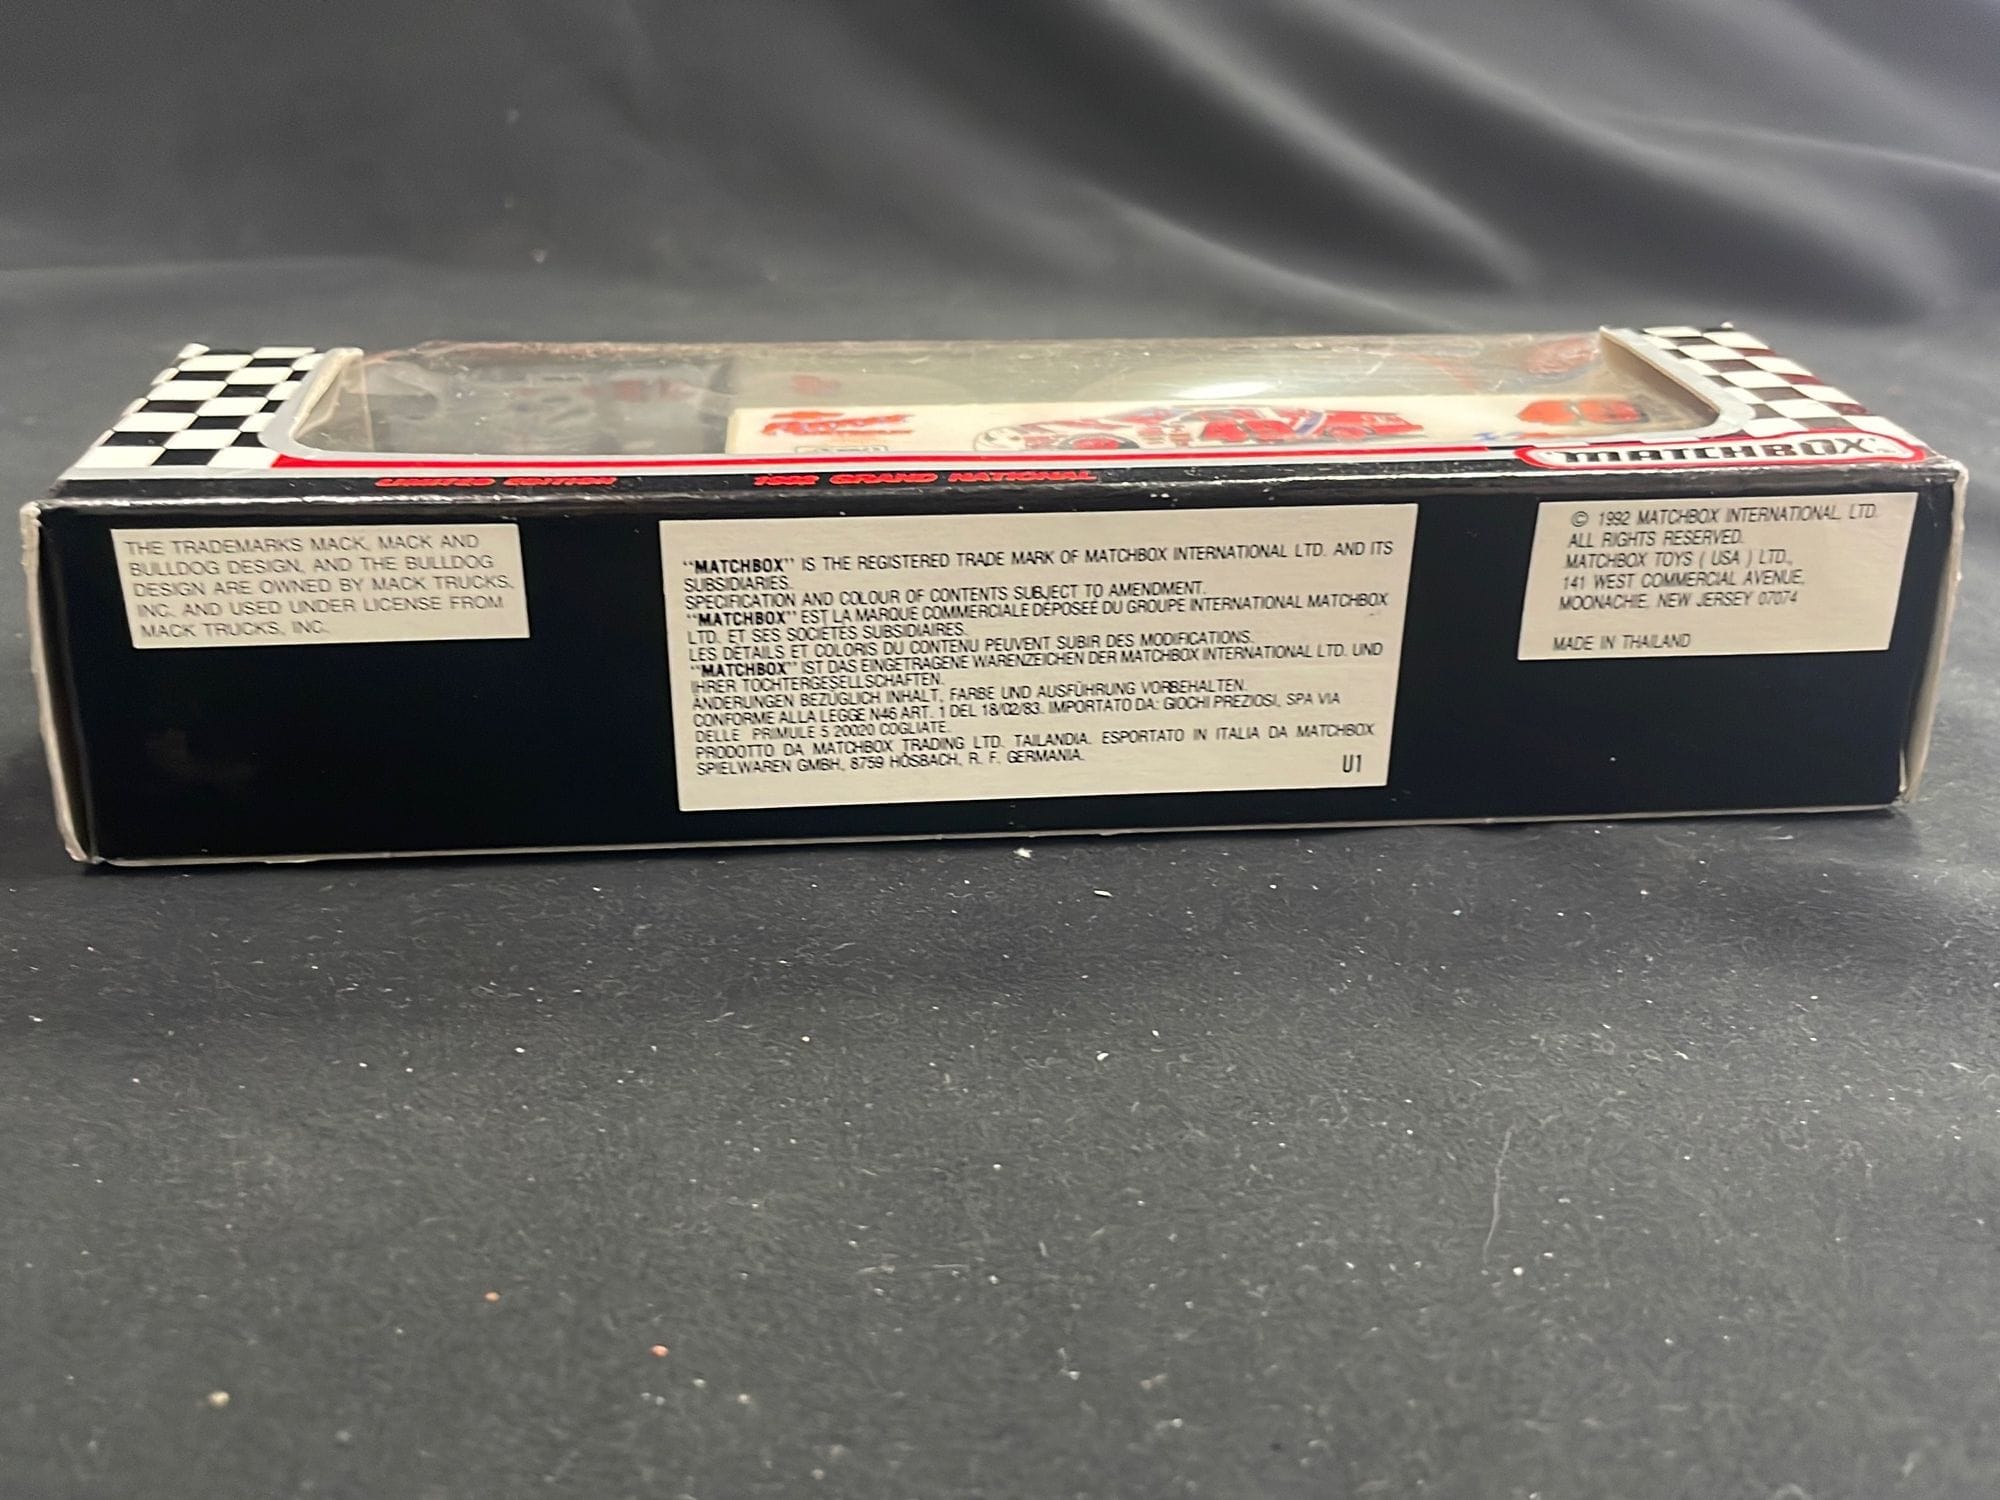 LIMITED EDITION 1992 GRAND NATIONAL
MATCHBOX
THE TRADEMARKS MACK, MACK AND
BULLDOG DESIGN, AND THE BULLDOG
DESIGN ARE OWNED BY MACK TRUCKS,
INC. AND USED UNDER LICENSE FROM
MACK TRUCKS, INC.
"MATCHBOX" IS THE REGISTERED TRADE MARK OF MATCHBOX INTERNATIONAL LTD. AND ITS
SUBSIDIARIES.
SPECIFICATION AND COLOUR OF CONTENTS SUBJECT TO AMENDMENT.
"MATCHBOX" EST LA MARQUE COMMERCIALE DÉPOSÉE DU GROUPE INTERNATIONAL MATCHBOX
LTD. ET SES SOCIÉTÉS SUBSIDIAIRES.
LES DÉTAILS ET COLORIS DU CONTENU PEUVENT SUBIR DES MODIFICATIONS.
"MATCHBOX" IST DAS EINGETRAGENE WARENZEICHEN DER MATCHBOX INTERNATIONAL LTD. UND
IHRER TOCHTERGESELLSCHAFTEN.
ÄNDERUNGEN BEZÜGLICH INHALT, FARBE UND AUSFÜHRUNG VORBEHALTEN.
CONFORME ALLA LEGGE N46 ART. 1 DEL 18/02/83. IMPORTATO DA: GIOCHI PREZIOSI, SPA VIA
DELLE PRIMULE 5 20020 COGLIATE.
PRODOTTO DA MATCHBOX TRADING LTD. TAILANDIA. ESPORTATO IN ITALIA DA MATCHBOX
SPIELWAREN GMBH, 8759 HÖSBACH, R. F. GERMANIA.
U1
© 1992 MATCHBOX INTERNATIONAL, LTD.
ALL RIGHTS RESERVED.
MATCHBOX TOYS ( USA ) LTD.,
141 WEST COMMERCIAL AVENUE,
MOONACHIE, NEW JERSEY 07074
MADE IN THAILAND